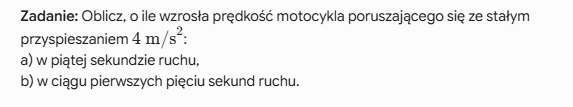 Zadanie: Oblicz, o ile wzrosła prędkość motocykla poruszającego się ze stałym
przyspieszaniem 4 m/s²:
a) w piątej sekundzie ruchu,
b) w ciągu pierwszych pięciu sekund ruchu.